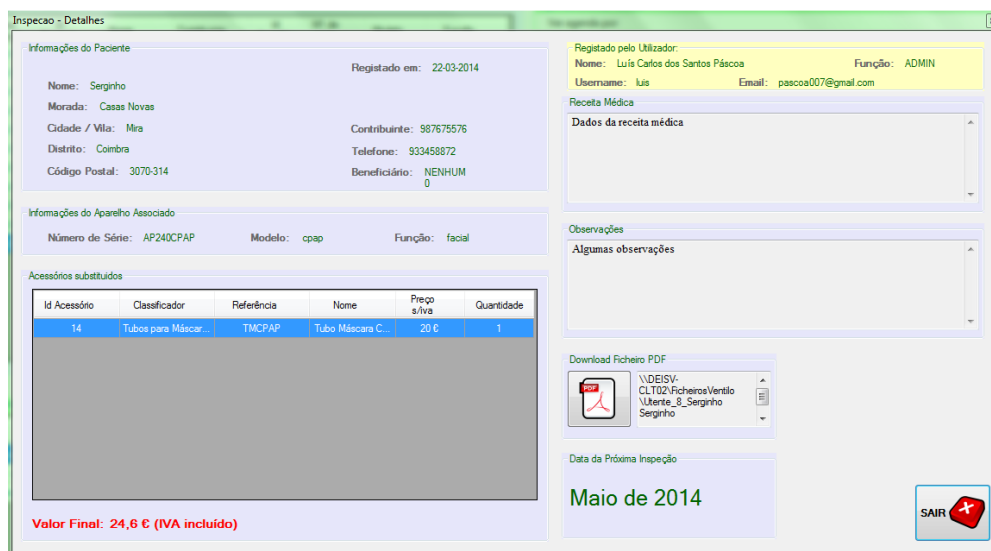 Inspecao - Detalhes
Informações do Paciente
Registado em: 22-03-2014
Nome: Serginho
Morada: Casas Novas
Cidade / Vila: Mira
Contribuinte: 987675576
Distrito: Coimbra
Telefone: 933458872
Código Postal: 3070-314
Beneficiário: NENHUM
0
Informações do Aparelho Associado
Número de Série: AP240CPAP Modelo: cpap Função: facial
Acessórios substituidos
Id Acessório Classificador Referência Nome Preço s/iva Quantidade
14 Tubos para Máscar... TMCPAP Tubo Máscara C... 20 € 1
Valor Final: 24,6 € (IVA incluído)
Registado pelo Utilizador:
Nome: Luís Carlos dos Santos Páscoa Função: ADMIN
Username: luis Email: pascoa007@gmail.com
Receita Médica
Dados da receita médica
Observações
Algumas observações
Download Ficheiro PDF
PDF
\\DEISV-
CLT02\FicheirosVentilo
\Utente_8_Serginho
Serginho
Data da Próxima Inspeção
Maio de 2014
SAIR